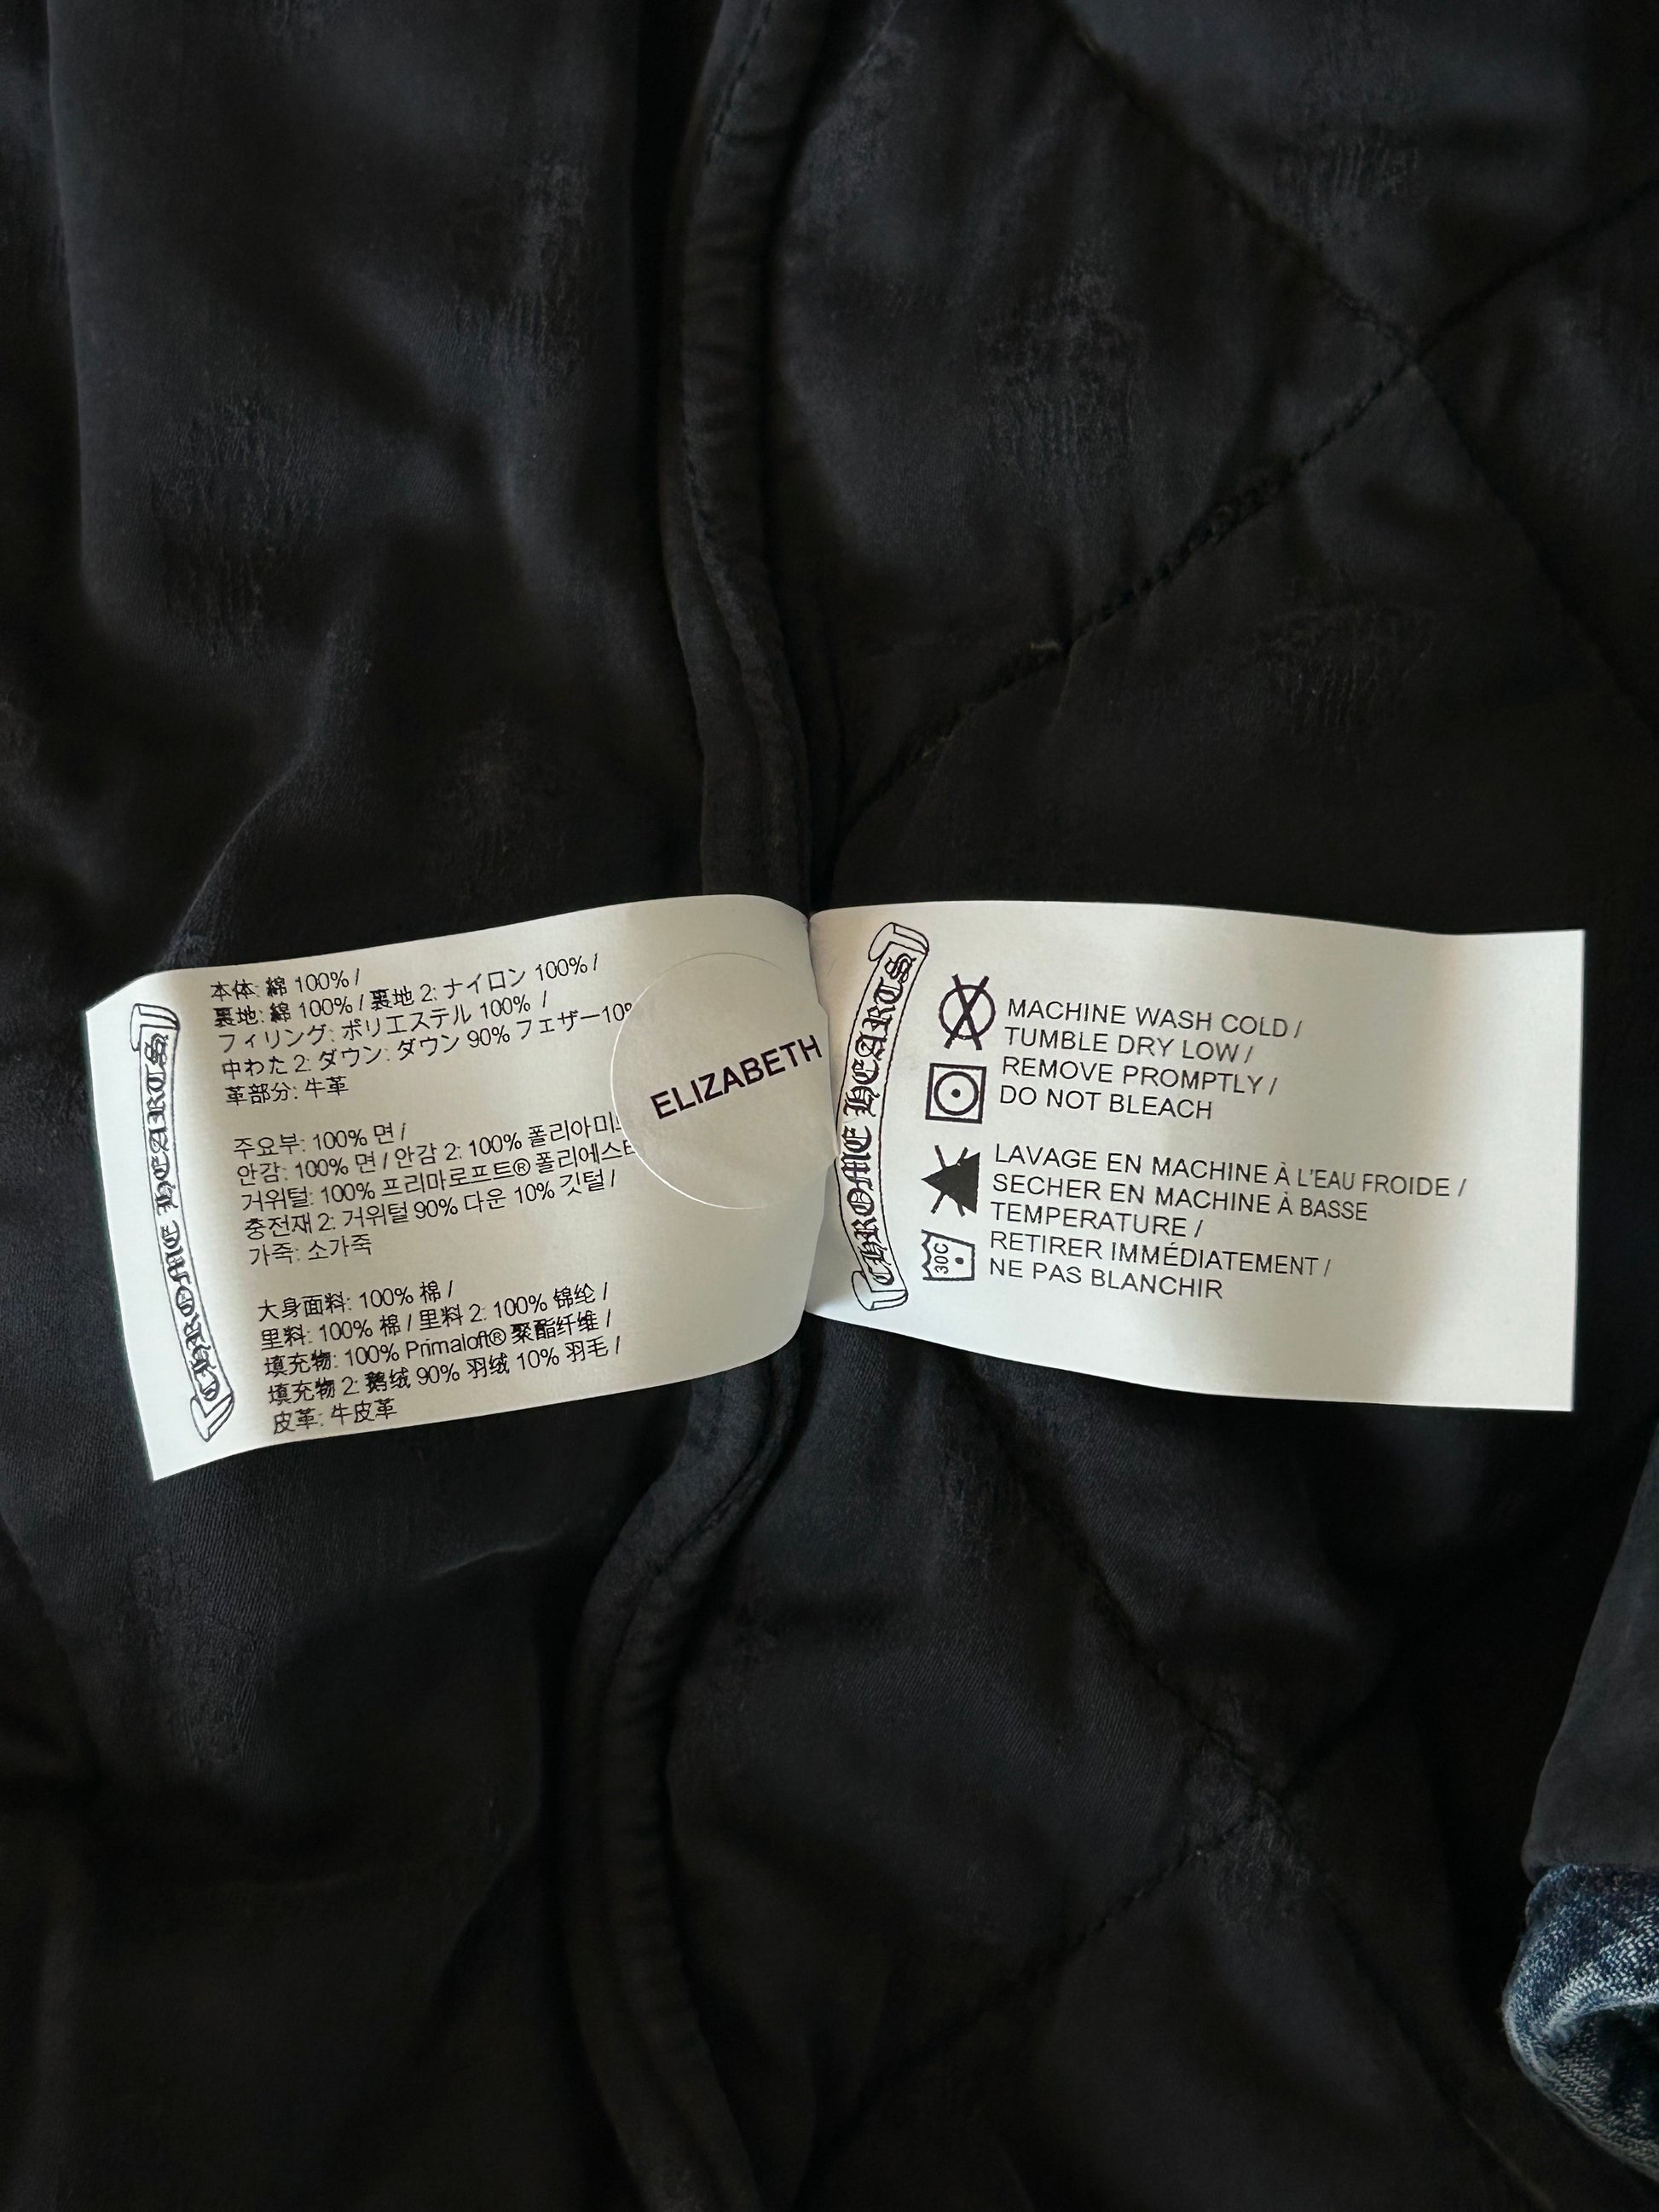 CHROME HEARTS
本体: 綿 100% /
裏地: 綿 100% / 裏地 2: ナイロン 100% /
フィリング: ポリエステル 100% /
中わた 2: ダウン: ダウン 90% フェザー10%
革部分: 牛革
주요부: 100% 면 /
안감: 100% 면 / 안감 2: 100% 폴리아미
거위털: 100% 프리마로프트® 폴리에스
충전재 2: 거위털 90% 다운 10% 깃털 /
가죽: 소가죽
大身面料: 100% 棉 /
里料: 100% 棉 / 里料 2: 100% 锦纶 /
填充物: 100% Primaloft® 聚酯纤维 /
填充物 2: 鹅绒 90% 羽绒 10% 羽毛 /
皮革: 牛皮革
ELIZABETH
CHROME HEARTS
MACHINE WASH COLD /
TUMBLE DRY LOW /
REMOVE PROMPTLY /
DO NOT BLEACH
LAVAGE EN MACHINE À L'EAU FROIDE /
SECHER EN MACHINE À BASSE
TEMPERATURE /
RETIRER IMMÉDIATEMENT /
NE PAS BLANCHIR
30C